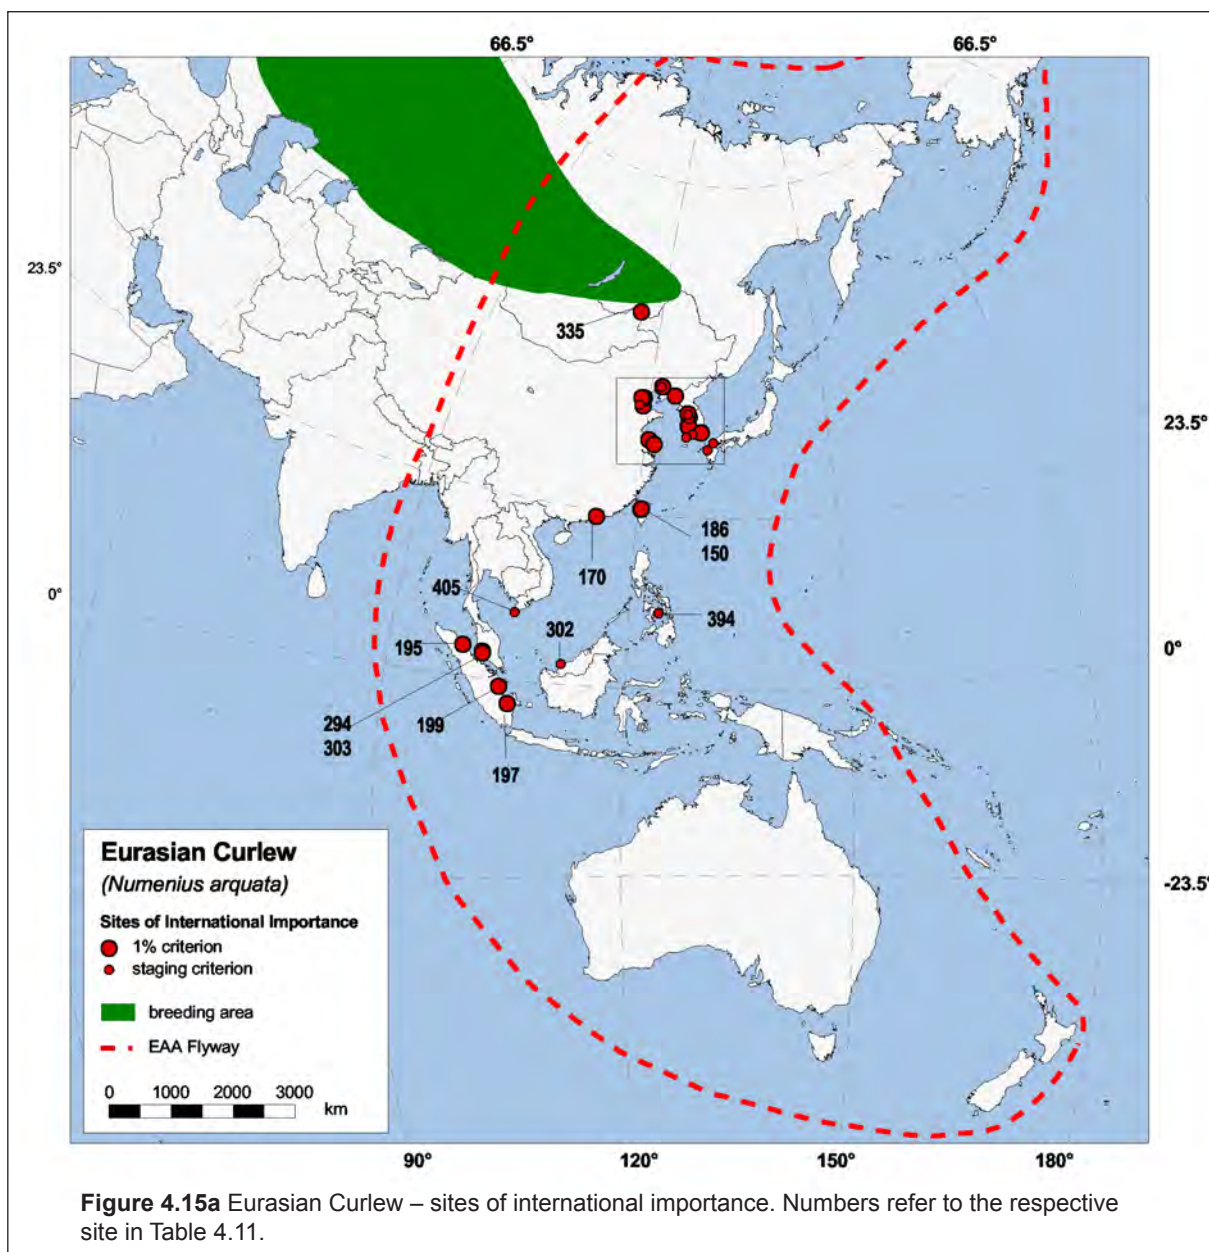 66.5°
66.5°
23.5°
335
23.5°
186
150
170
405
0°
302
394
195
0°
294
303
199
197
Eurasian Curlew
(Numenius arquata)
-23.5°
Sites of International Importance
1% criterion
staging criterion
breeding area
EAA Flyway
0 1000 2000 3000
km
90° 120° 150° 180°
Figure 4.15a Eurasian Curlew – sites of international importance. Numbers refer to the respective
site in Table 4.11.